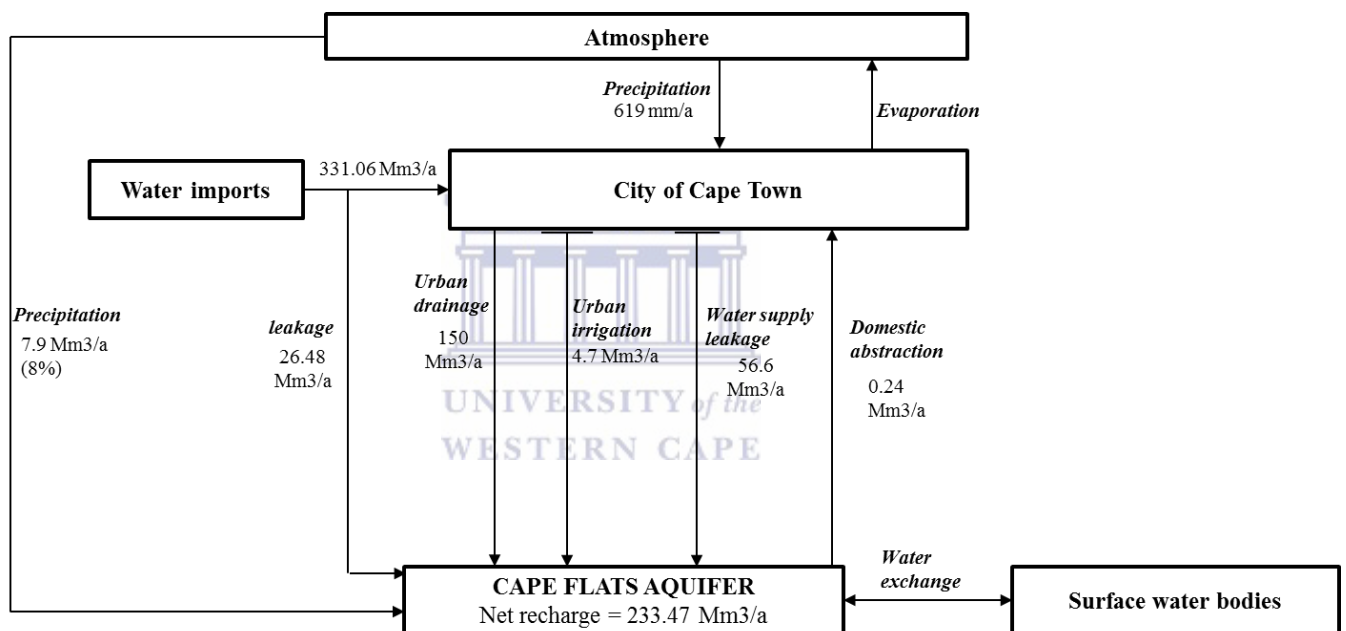 Atmosphere
Precipitation
619 mm/a
Evaporation
331.06 Mm3/a
Water imports
City of Cape Town
Precipitation
7.9 Mm3/a
(8%)
leakage
26.48
Mm3/a
Urban
drainage
150
Mm3/a
Urban
irrigation
4.7 Mm3/a
Water supply
leakage
56.6
Mm3/a
Domestic
abstraction
0.24
Mm3/a
UNIVERSITY of the
WESTERN CAPE
CAPE FLATS AQUIFER
Net recharge = 233.47 Mm3/a
Water
exchange
Surface water bodies